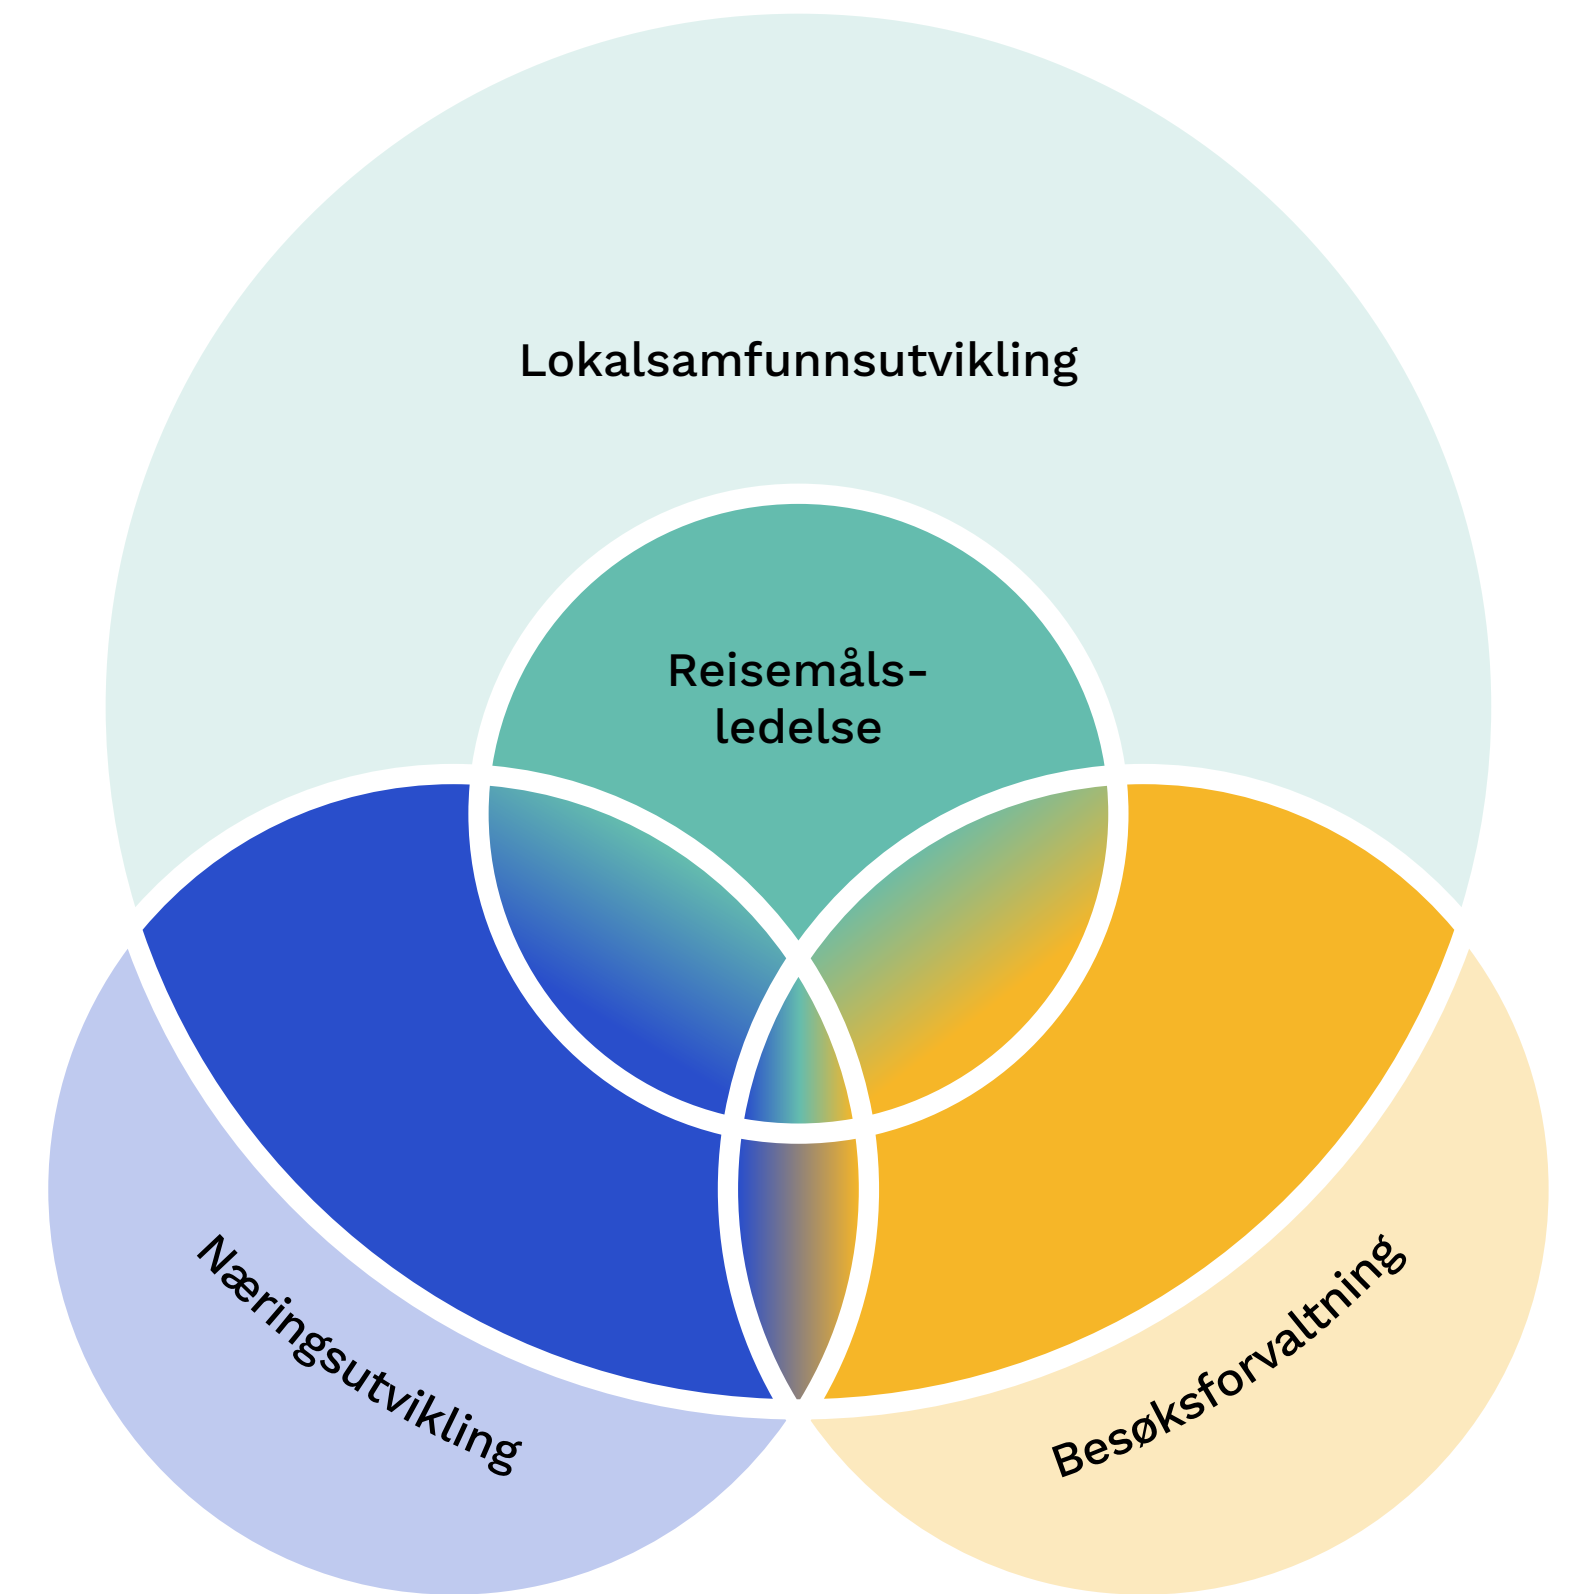 Lokalsamfunnsutvikling
Reisemåls-
ledelse
Næringsutvikling
Besøksforvaltning